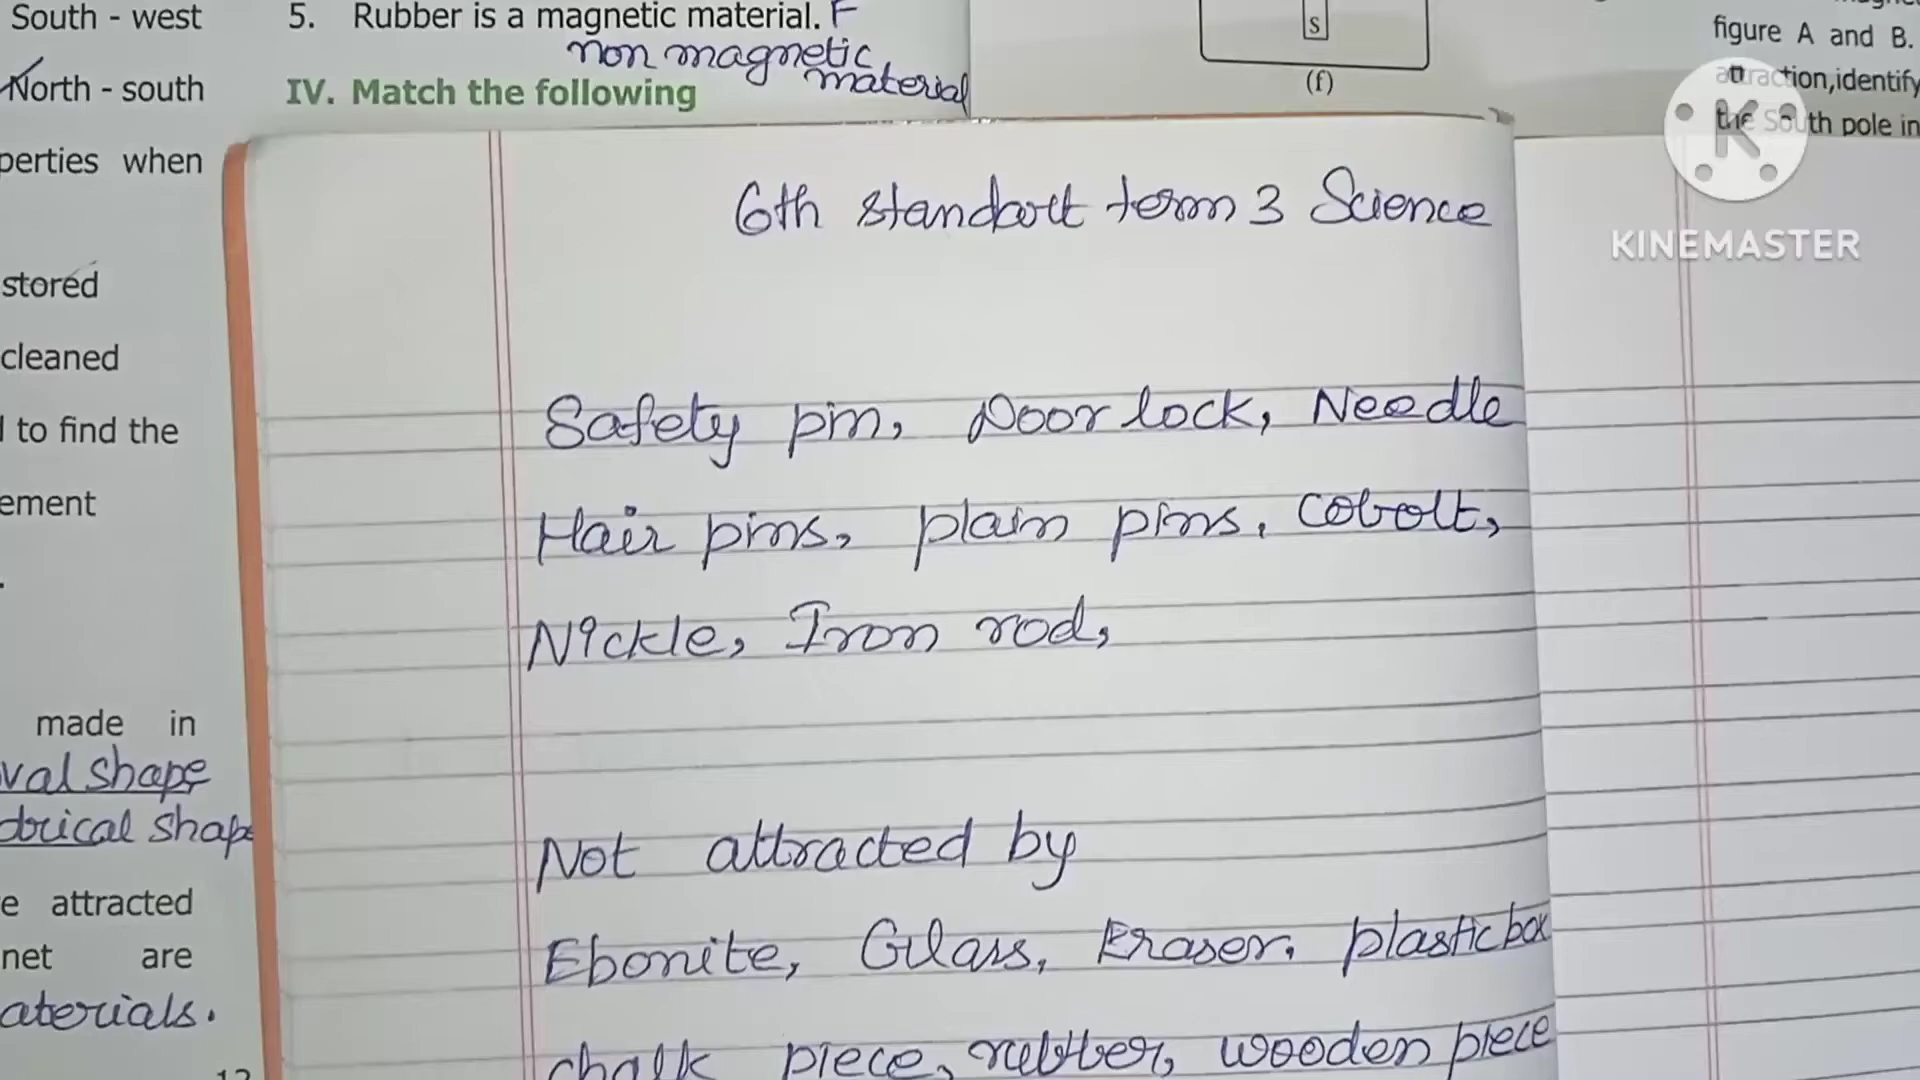 South - west
North - south
perties when
stored
cleaned
to find the
ement
made in
val shape
drical shape
e attracted
net are
aterials.
5. Rubber is a magnetic material. F
non magnetic
material
IV. Match the following
S
(f)
figure A and B.
attraction,identify
the South pole in
K
KINEMASTER
6th standart term 3 Science
Safety pin, Door lock, Needle
Hair pins, plain pins, cobolt,
Nickle, Iron rod,
Not attracted by
Ebonite, Glass, Eraser, plastic box
chalk piece, rubber, wooden piece